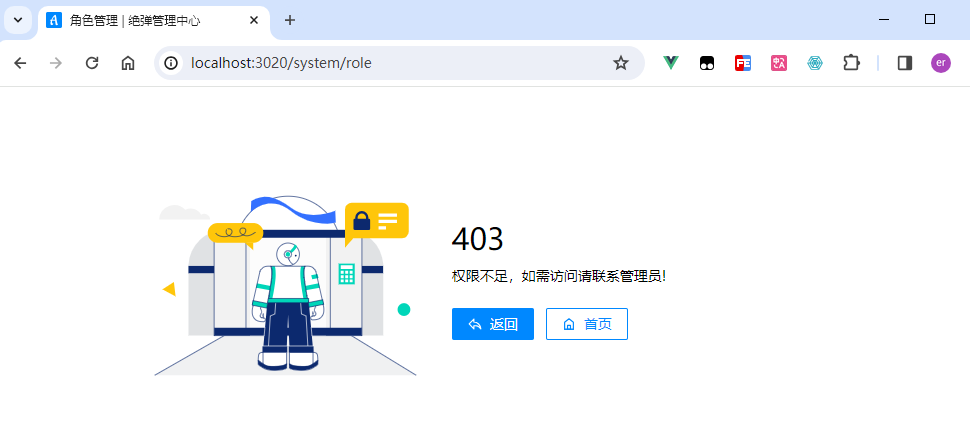 角色管理 | 绝弹管理中心
localhost:3020/system/role
er
403
权限不足，如需访问请联系管理员!
返回
首页